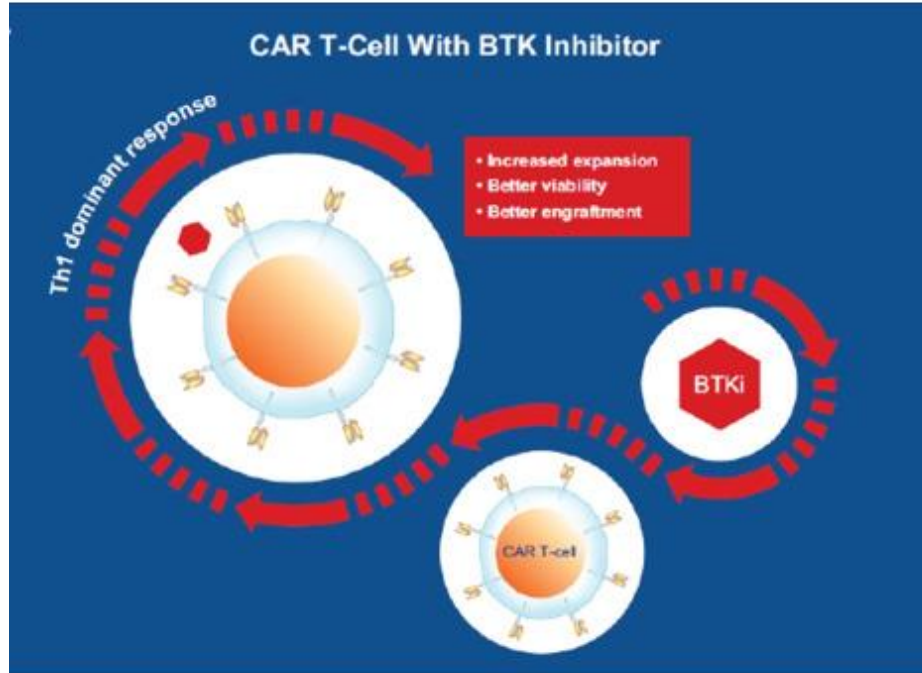 CAR T-Cell With BTK Inhibitor
Th1 dominant response
• Increased expansion
• Better viability
• Better engraftment
BTKi
CAR T-cell